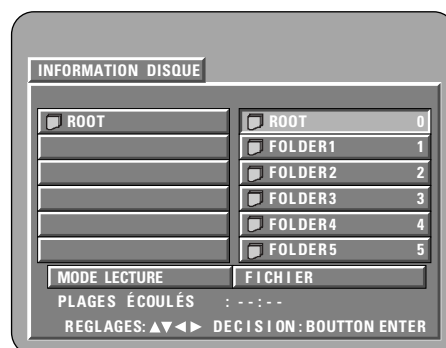 INFORMATION DISQUE
ROOT ROOT 0
FOLDER1 1
FOLDER2 2
FOLDER3 3
FOLDER4 4
FOLDER5 5
MODE LECTURE FICHIER
PLAGES ÉCOULÉS : --:--
REGLAGES:▲▼◄► DECISION:BOUTTON ENTER